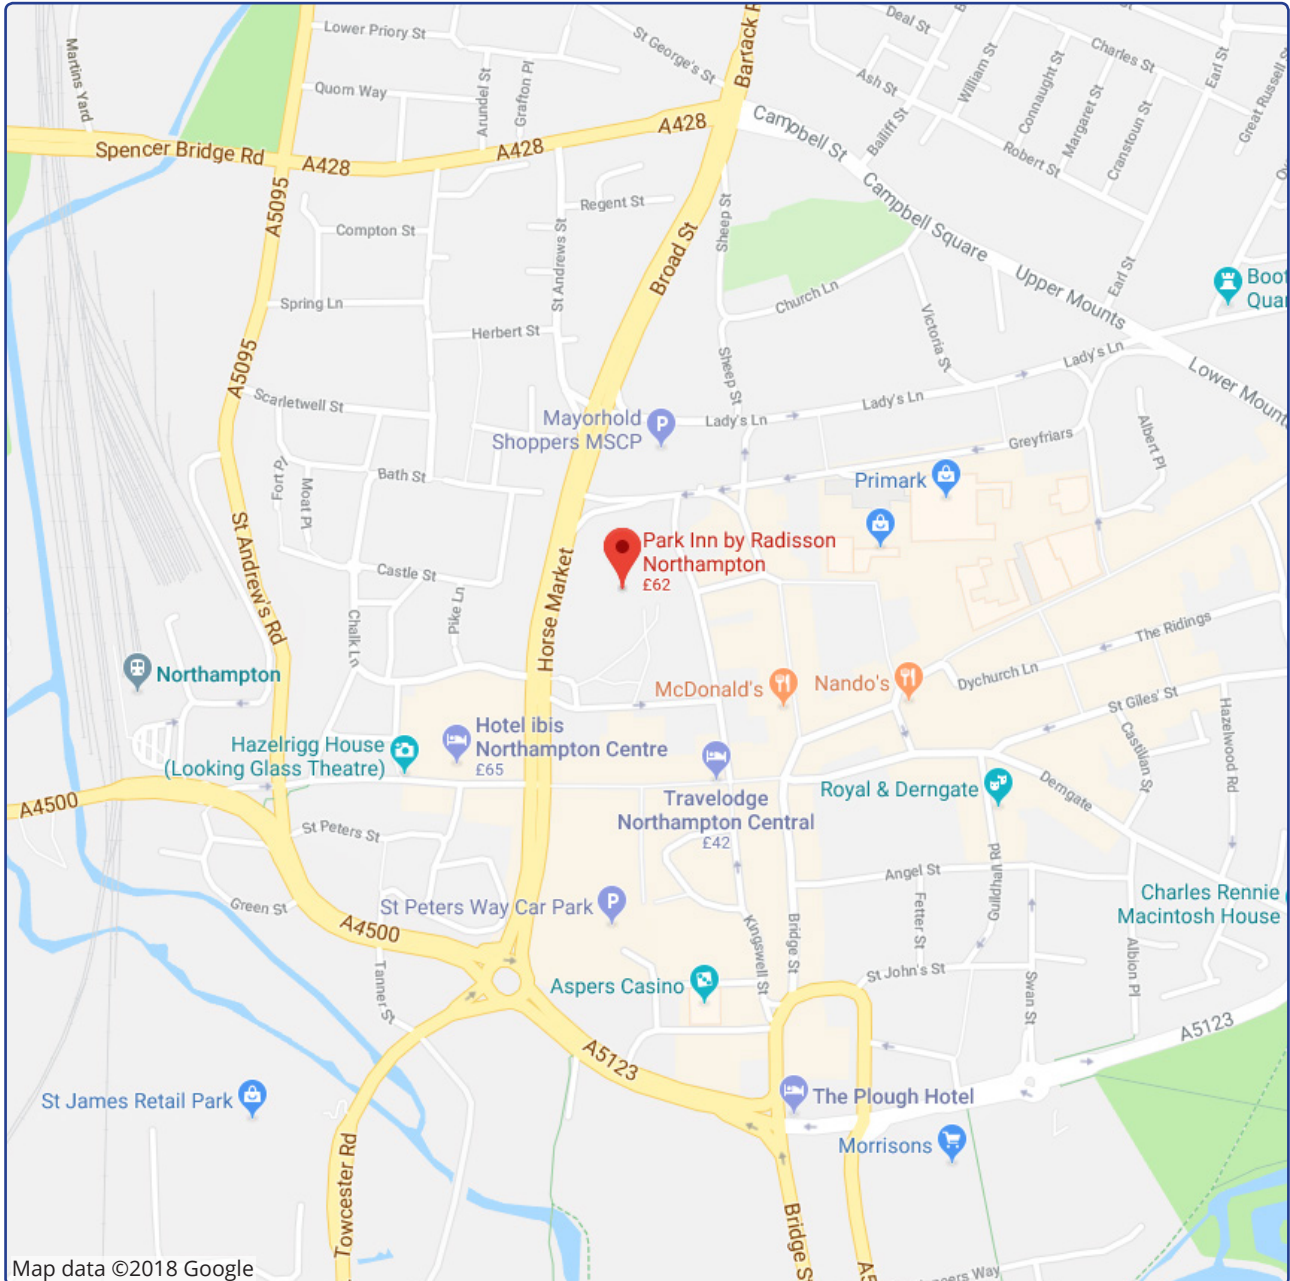 Lower Priory St
St George's St
Barrack R
Deal St
Charles St
Earl St
Great Russell St
Martins Yard
Quorn Way
Arundel St
Grafton Pl
Ash St
William St
Connaught St
Margaret St
Cranstoun St
Bailiff St
Robert St
Spencer Bridge Rd
A428
A428
A428
Campbell St
Campbell Square
Upper Mounts
Lower Mounts
Earl St
A5095
Regent St
Compton St
St Andrews St
Sheep St
Broad St
Spring Ln
Herbert St
Church Ln
Victoria St
Boot
Quar
A5095
Scarletwell St
Sheep St
Lady's Ln
Lady's Ln
Lady's Ln
Mayorhold
Shoppers MSCP
P
Greyfriars
Albert Pl
Fort Pl
Moat Pl
Bath St
Primark
St Andrew's Rd
Park Inn by Radisson
Northampton
£62
Castle St
Pike Ln
Chalk Ln
Horse Market
The Ridings
Northampton
McDonald's
Nando's
Dychurch Ln
St Giles' St
Hazelwood Rd
Castilian St
Hotel ibis
Northampton Centre
£65
Hazelrigg House
(Looking Glass Theatre)
Travelodge
Northampton Central
£42
Royal & Derngate
Derngate
A4500
St Peters St
Angel St
Guildhall Rd
Fetter St
Charles Rennie
Macintosh House
Green St
A4500
St Peters Way Car Park
P
Kingswell St
Bridge St
St John's St
Swan St
Albion Pl
Tanner St
Aspers Casino
A5123
A5123
St James Retail Park
The Plough Hotel
Morrisons
Towcester Rd
Bridge S
A5
Map data ©2018 Google